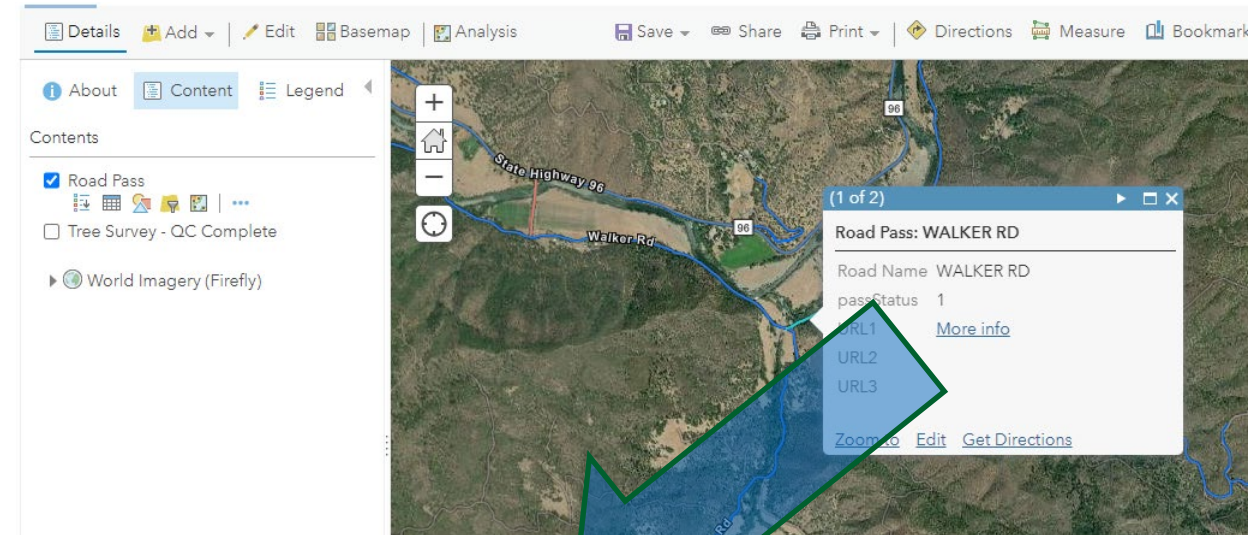 Details Add Edit Basemap Analysis Save Share Print Directions Measure Bookmark
About Content Legend
Contents
Road Pass
Tree Survey - QC Complete
World Imagery (Firefly)
96
State Highway 96
96
Walker Rd
Rd
(1 of 2)
Road Pass: WALKER RD
Road Name WALKER RD
passStatus 1
URL1 More info
URL2
URL3
Zoom to Edit Get Directions